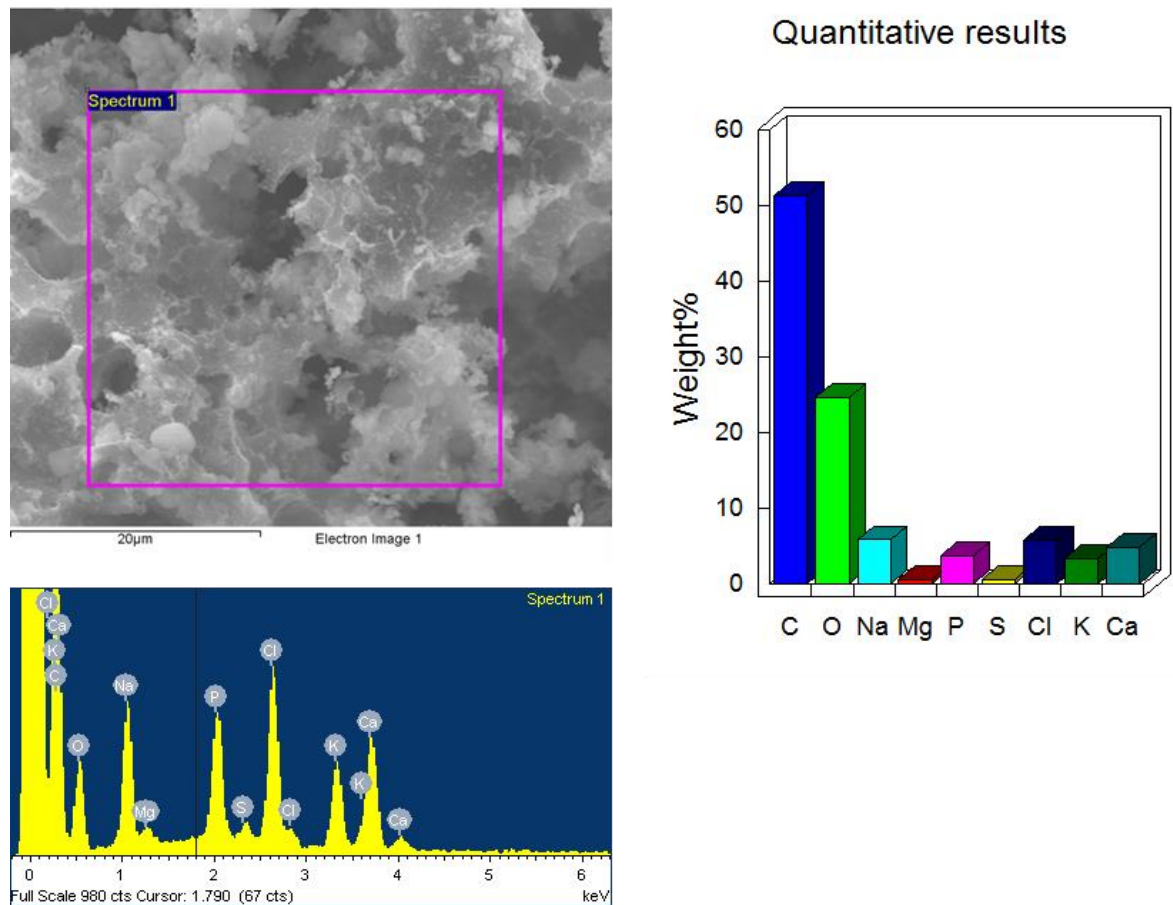 Spectrum 1
20µm Electron Image 1
Quantitative results
Weight%
60
50
40
30
20
10
0
C O Na Mg P S Cl K Ca
Spectrum 1
Cl
Ca
K
C
O
Na
Mg
P
S
Cl
Cl
K
K
Ca
Ca
0 1 2 3 4 5 6
Full Scale 980 cts Cursor: 1.790 (67 cts) keV